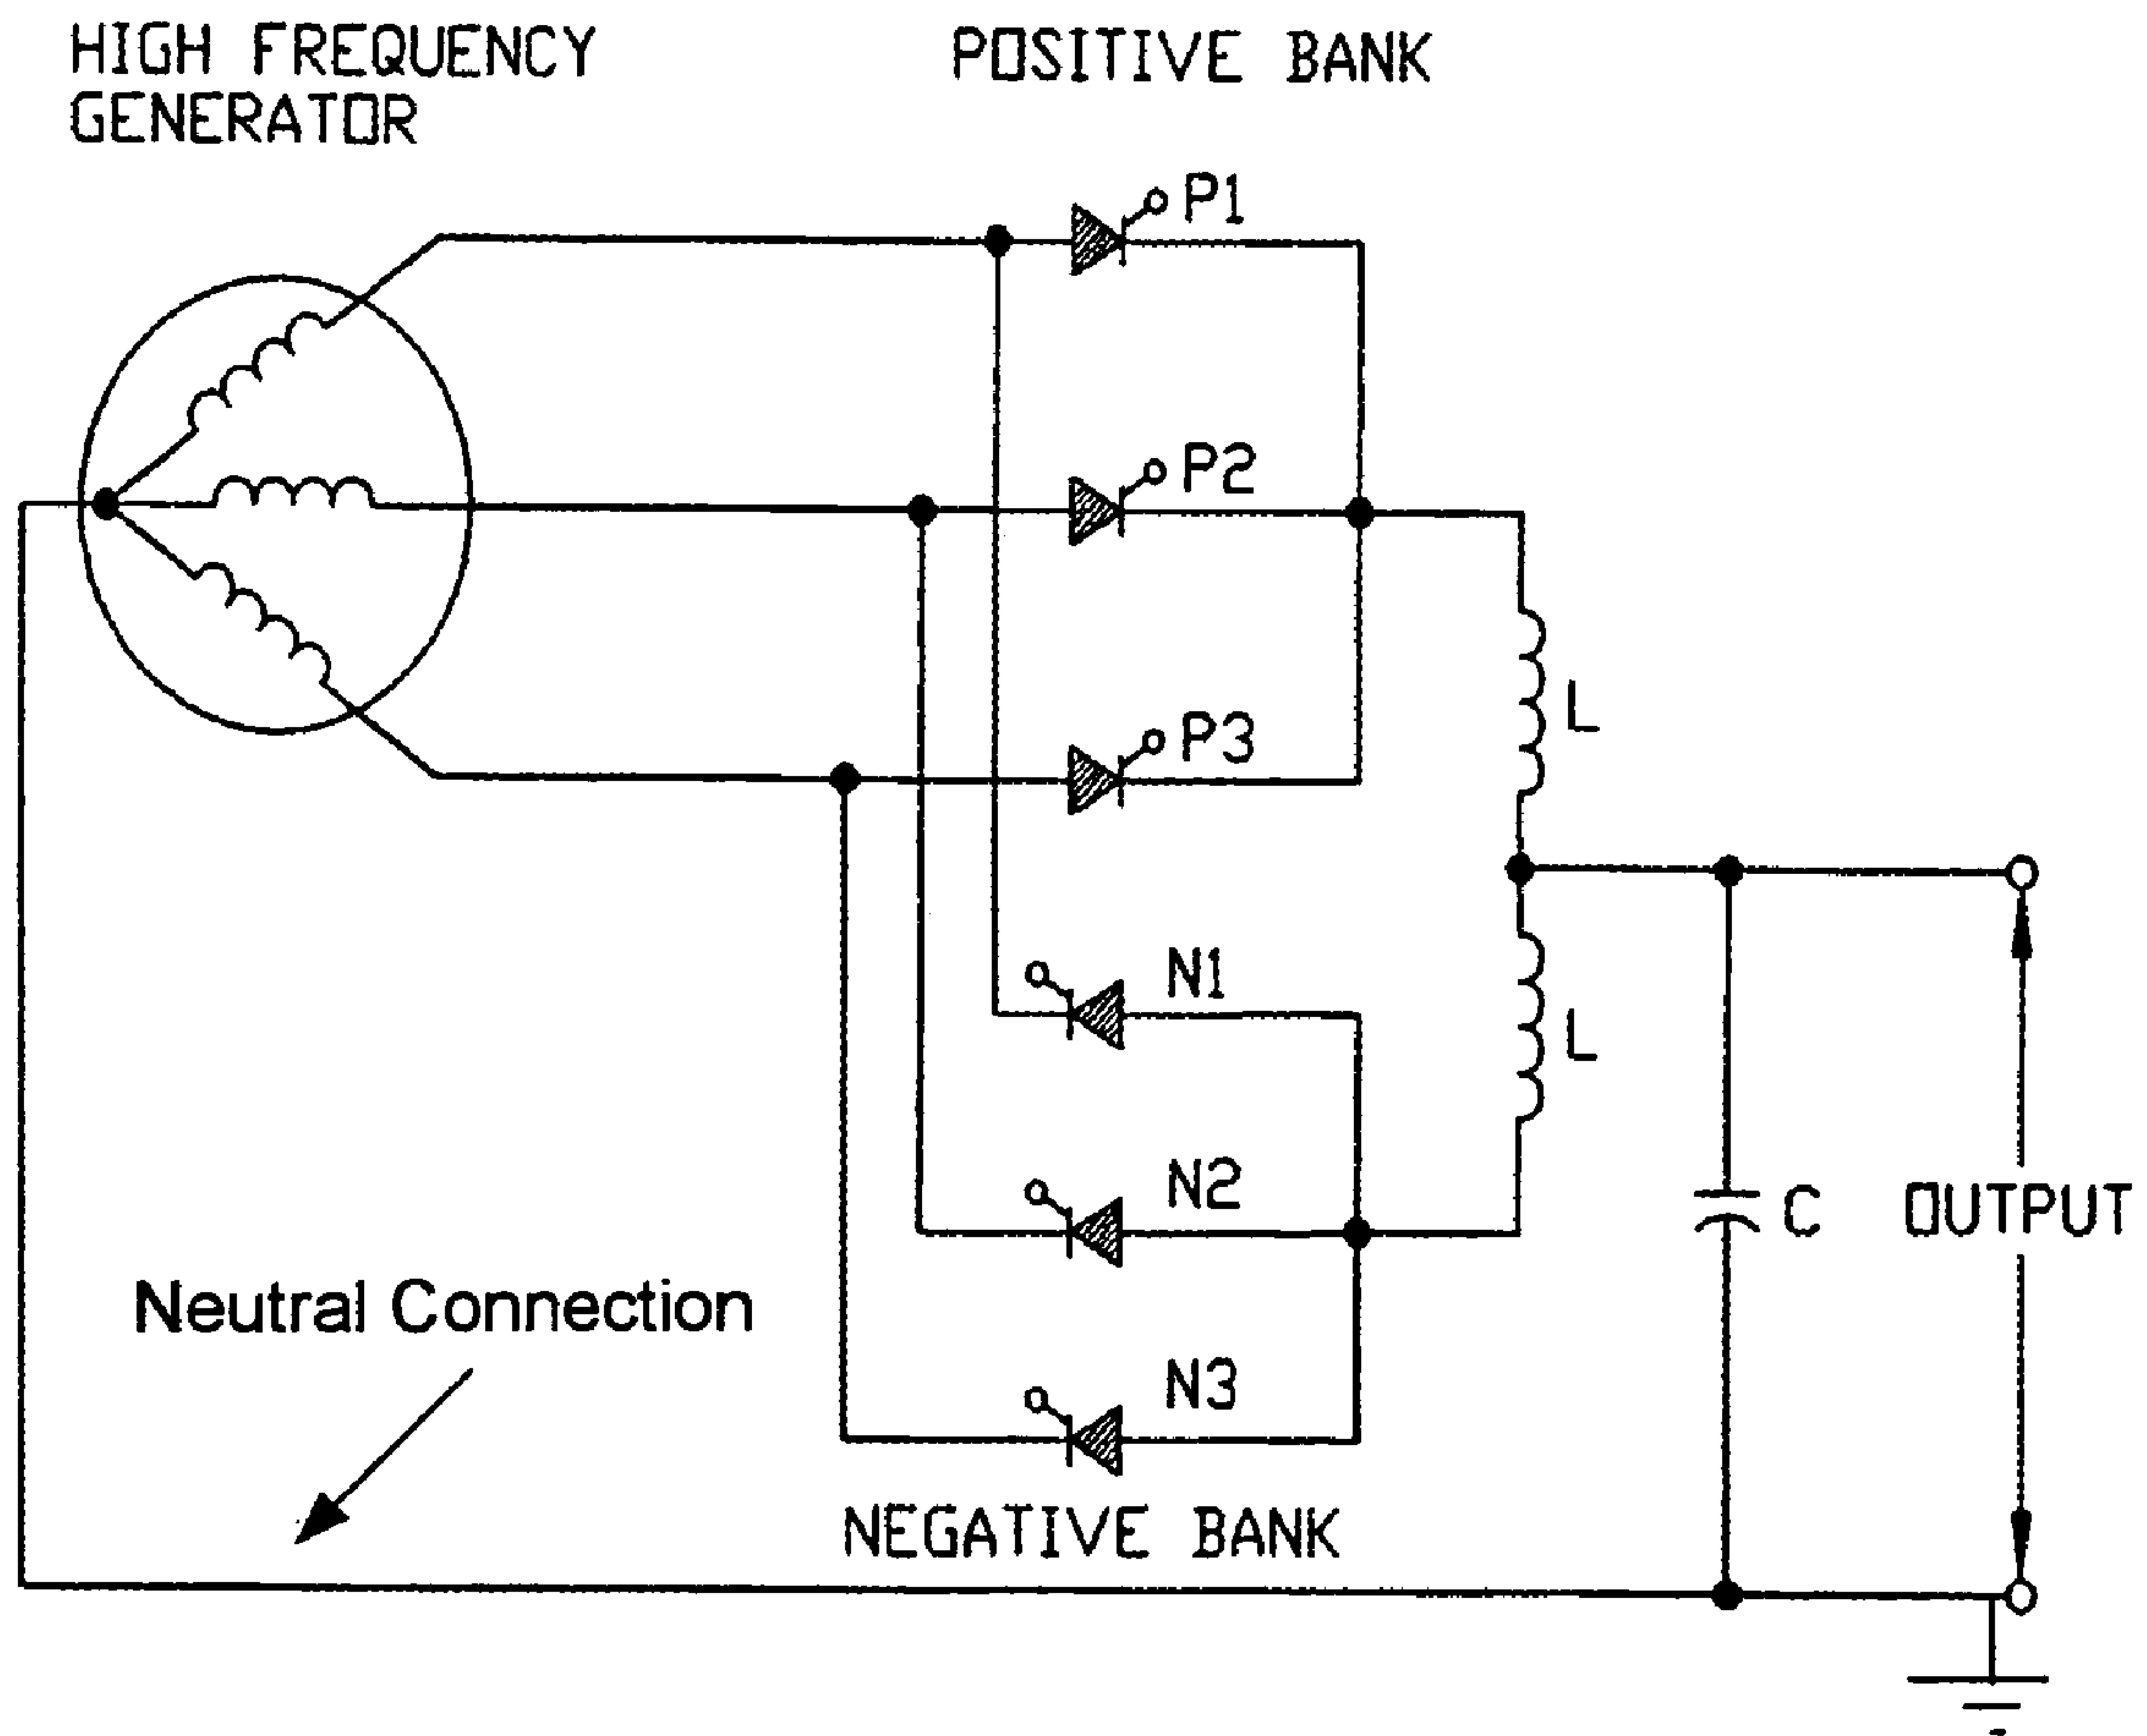 HIGH FREQUENCY
GENERATOR
POSITIVE BANK
P1
P2
P3
L
N1
L
N2
C
OUTPUT
Neutral Connection
N3
NEGATIVE BANK